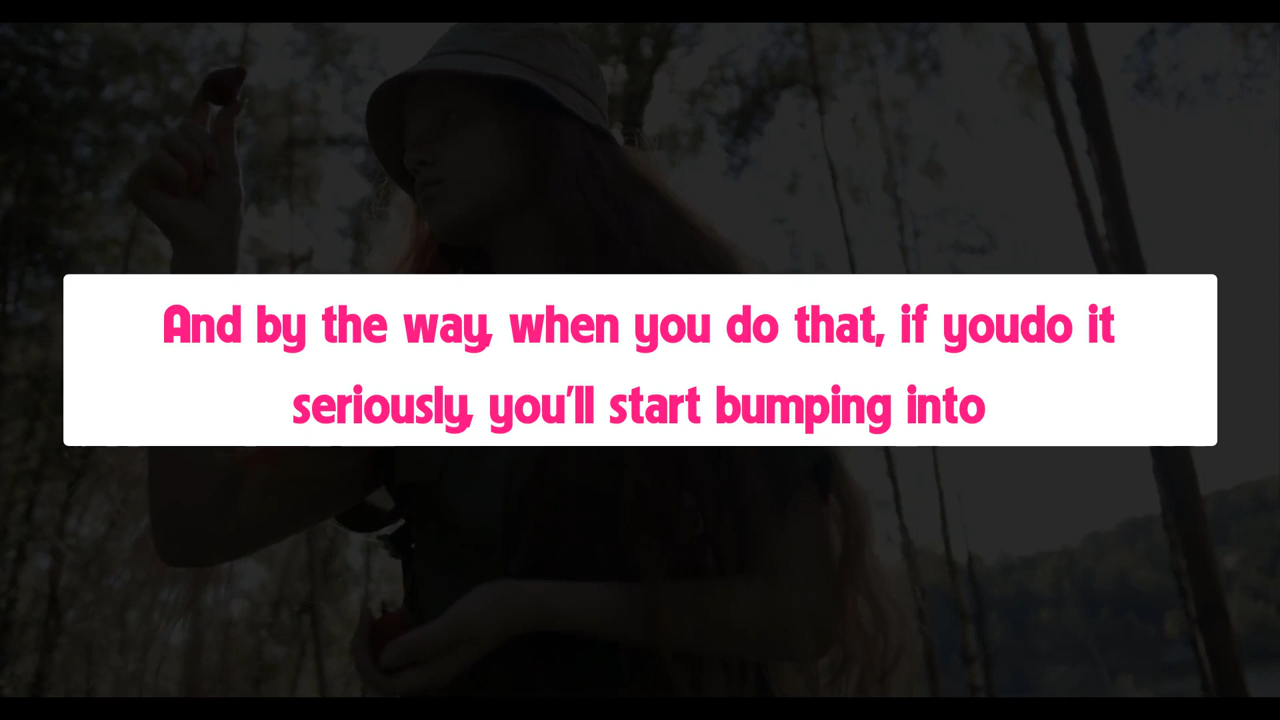 And by the way, when you do that, if youdo it
seriously, you'll start bumping into